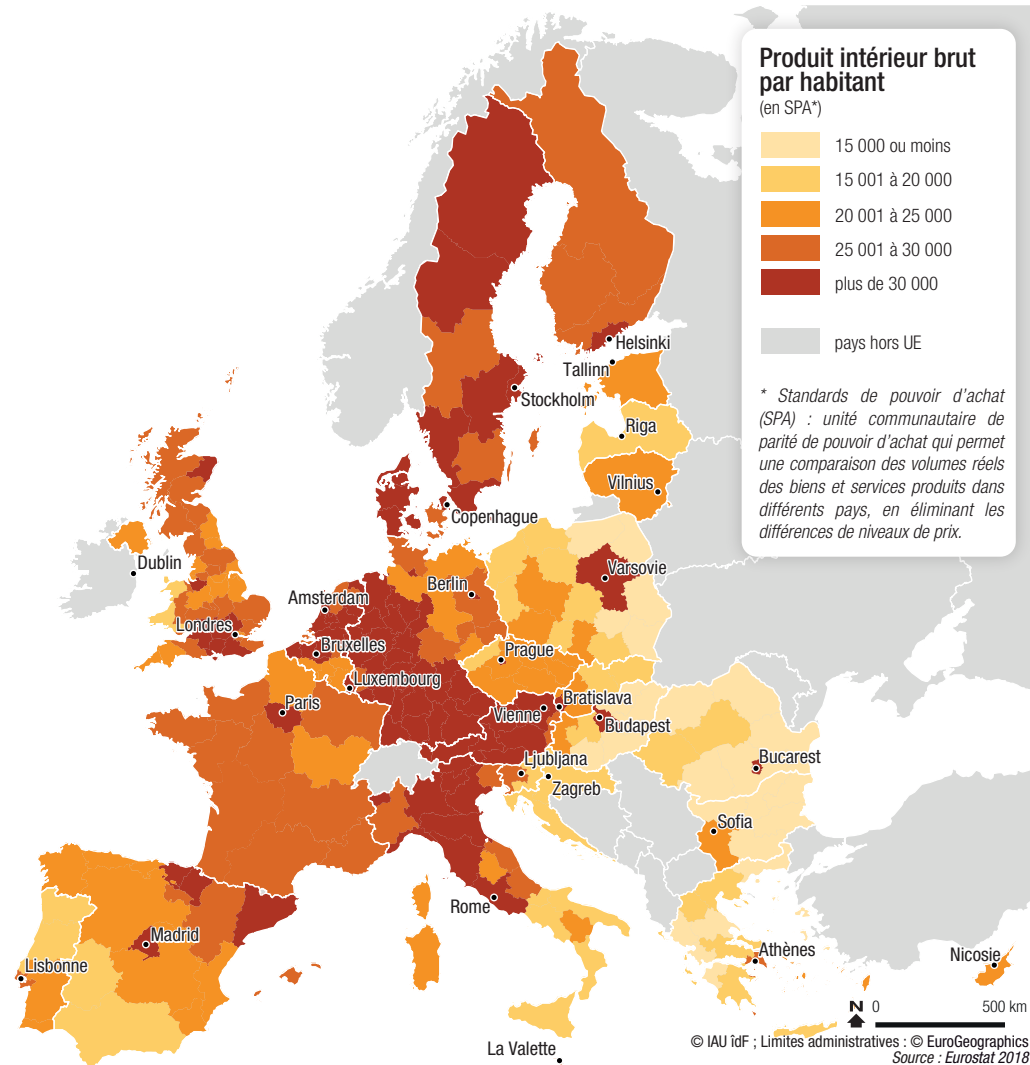 Produit intérieur brut
par habitant
(en SPA*)
15 000 ou moins
15 001 à 20 000
20 001 à 25 000
25 001 à 30 000
plus de 30 000
pays hors UE
* Standards de pouvoir d'achat
(SPA) : unité communautaire de
parité de pouvoir d'achat qui permet
une comparaison des volumes réels
des biens et services produits dans
différents pays, en éliminant les
différences de niveaux de prix.
Helsinki
Tallinn
Stockholm
Riga
Vilnius
Copenhague
Dublin
Varsovie
Berlin
Amsterdam
Londres
Bruxelles
Prague
Luxembourg
Paris
Bratislava
Vienne
Budapest
Ljubljana
Bucarest
Zagreb
Sofia
Rome
Madrid
Athènes
Nicosie
Lisbonne
N 0 500 km
La Valette
© IAU îdF ; Limites administratives : © EuroGeographics
Source : Eurostat 2018